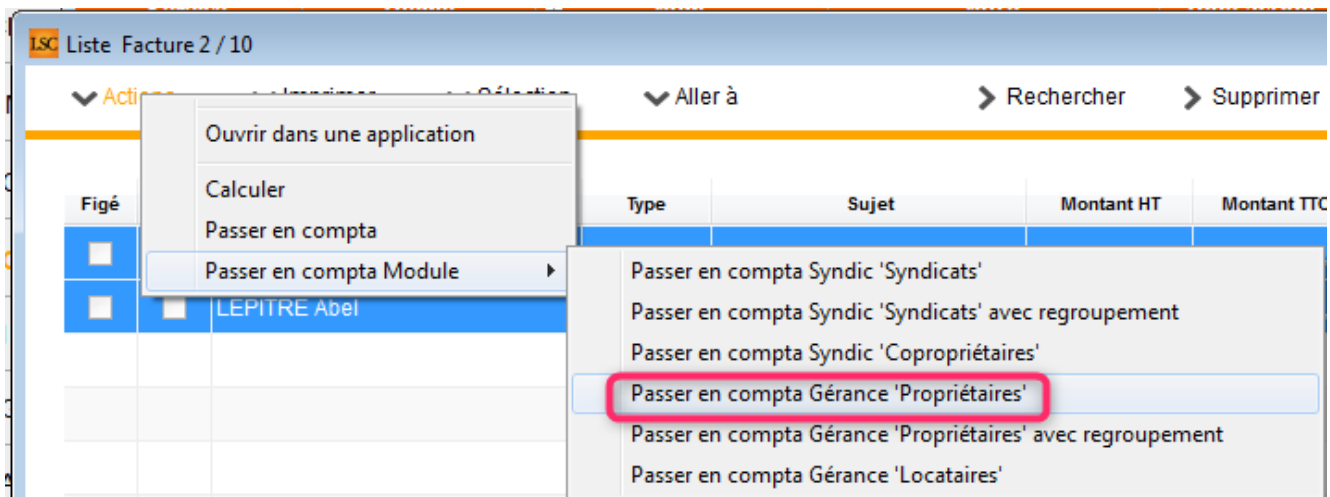 LSC Liste Facture 2 / 10
Actions Imprimer Sélection Aller à Rechercher Supprimer
Ouvrir dans une application
Calculer
Figé Type Sujet Montant HT Montant TTC
Passer en compta
Passer en compta Module
Passer en compta Syndic 'Syndicats'
LEPITRE Abel
Passer en compta Syndic 'Syndicats' avec regroupement
Passer en compta Syndic 'Copropriétaires'
Passer en compta Gérance 'Propriétaires'
Passer en compta Gérance 'Propriétaires' avec regroupement
Passer en compta Gérance 'Locataires'